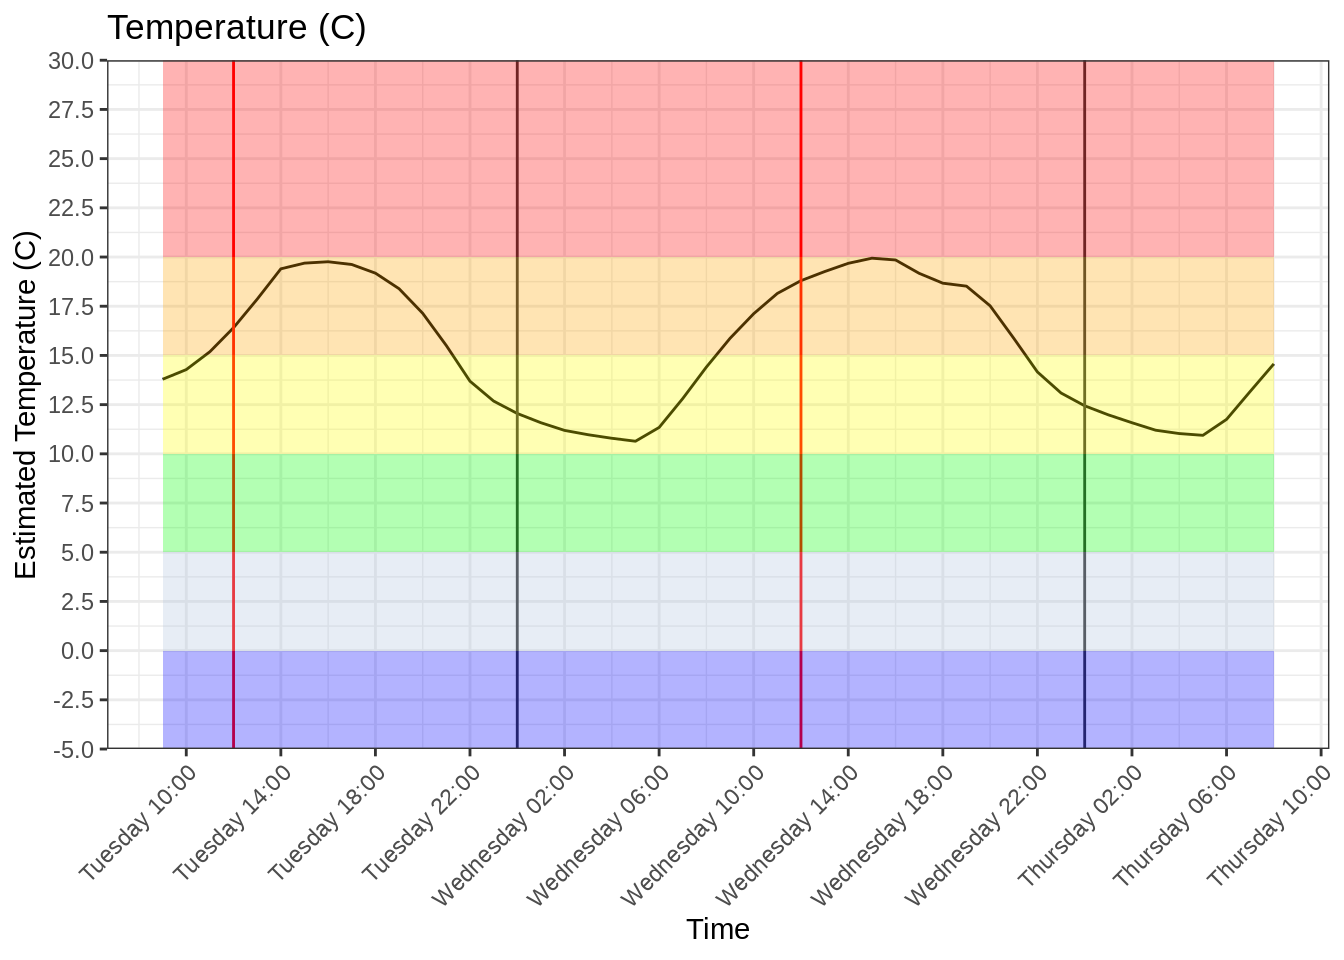 Temperature (C)
Estimated Temperature (C)
30.0
27.5
25.0
22.5
20.0
17.5
15.0
12.5
10.0
7.5
5.0
2.5
0.0
-2.5
-5.0
Tuesday 10:00
Tuesday 14:00
Tuesday 18:00
Tuesday 22:00
Wednesday 02:00
Wednesday 06:00
Wednesday 10:00
Wednesday 14:00
Wednesday 18:00
Wednesday 22:00
Thursday 02:00
Thursday 06:00
Thursday 10:00
Time